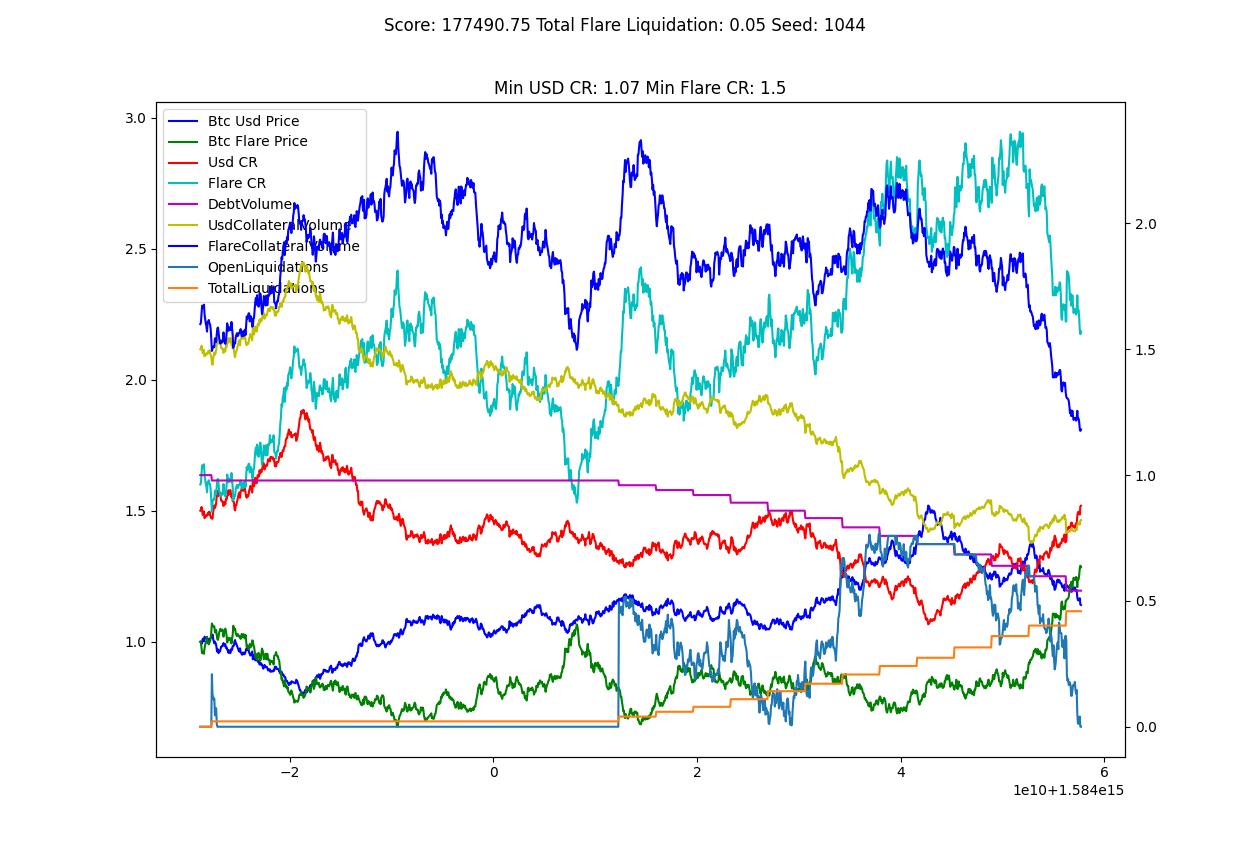 Score: 177490.75 Total Flare Liquidation: 0.05 Seed: 1044
Min USD CR: 1.07 Min Flare CR: 1.5
Btc Usd Price
Btc Flare Price
Usd CR
Flare CR
DebtVolume
UsdCollateralVolume
FlareCollateralVolume
OpenLiquidations
TotalLiquidations
3.0
2.5
2.0
1.5
1.0
2.0
1.5
1.0
0.5
0.0
−2
0
2
4
6
1e10+1.584e15